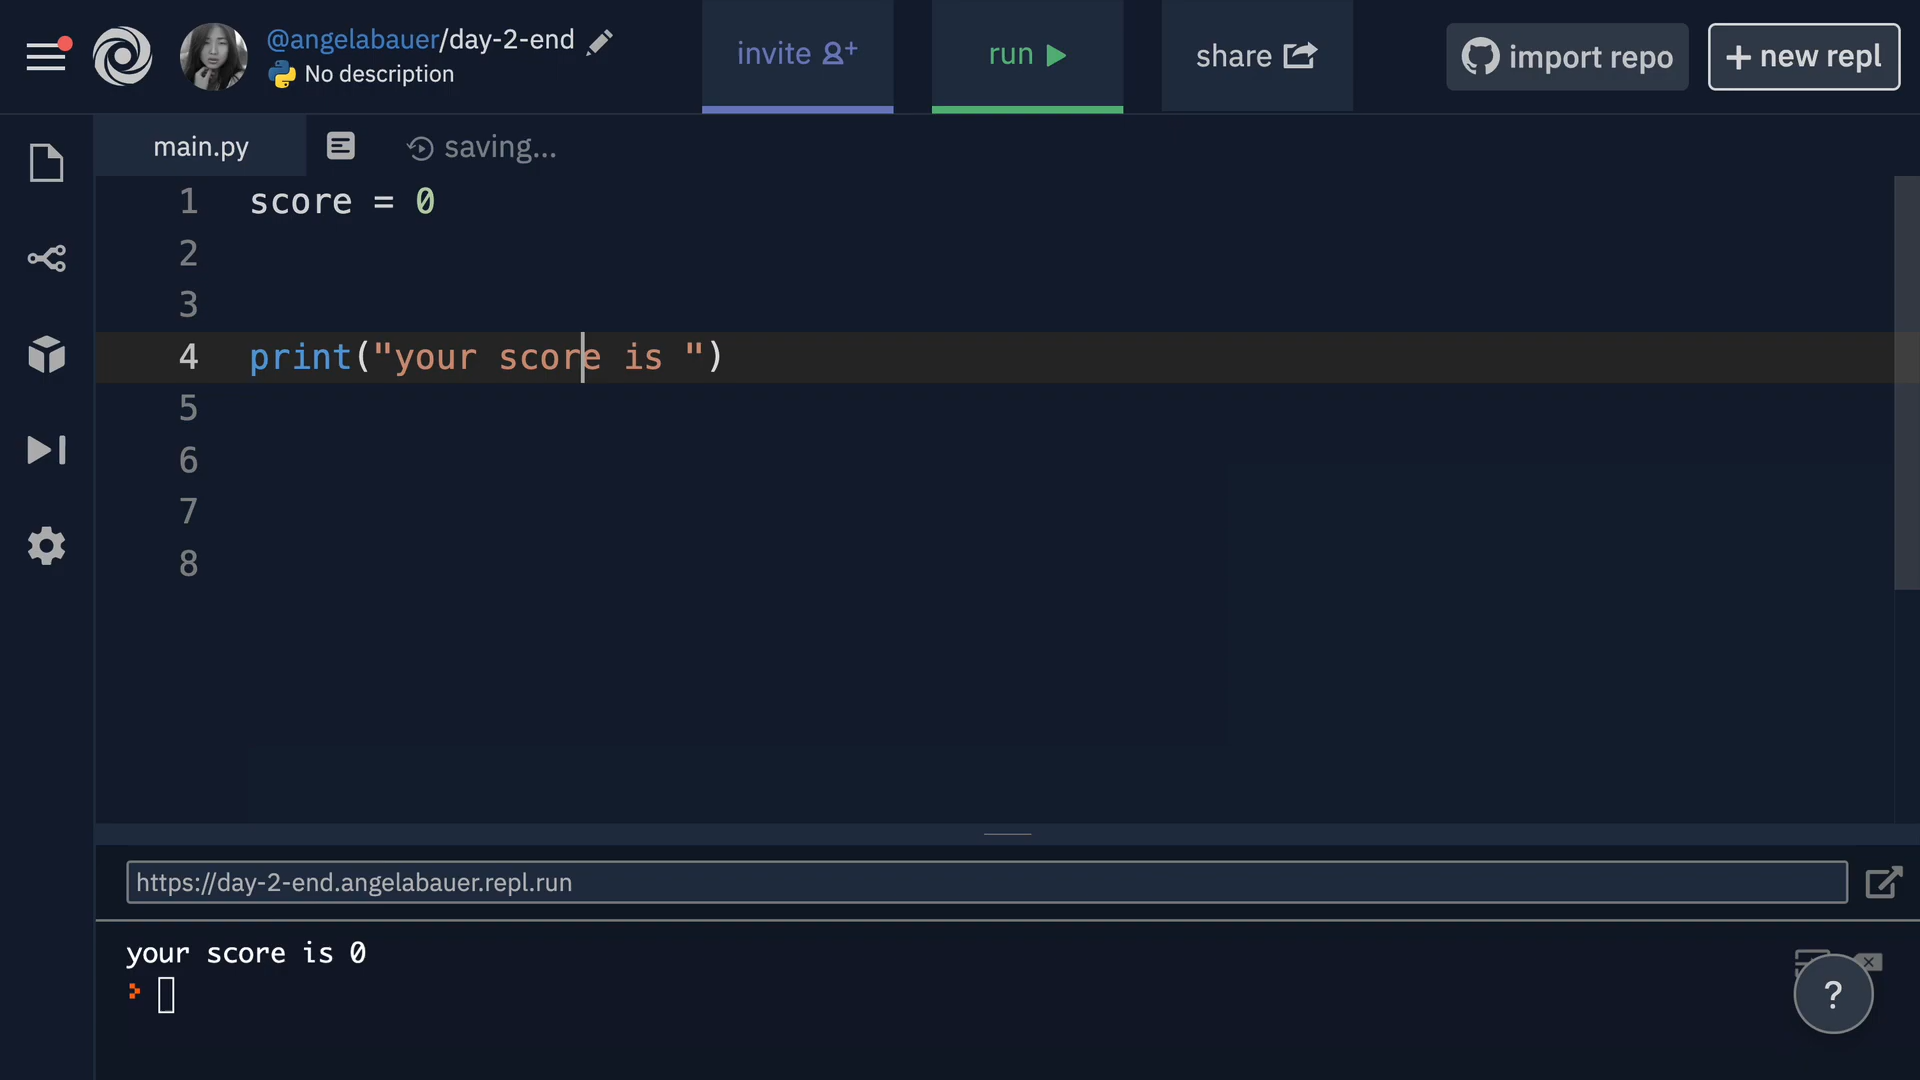 @angelabauer/day-2-end
No description
invite
run
share
import repo
+ new repl
main.py
saving...
1 score = 0
2
3
4 print("your score is ")
5
6
7
8
https://day-2-end.angelabauer.repl.run
your score is 0
?